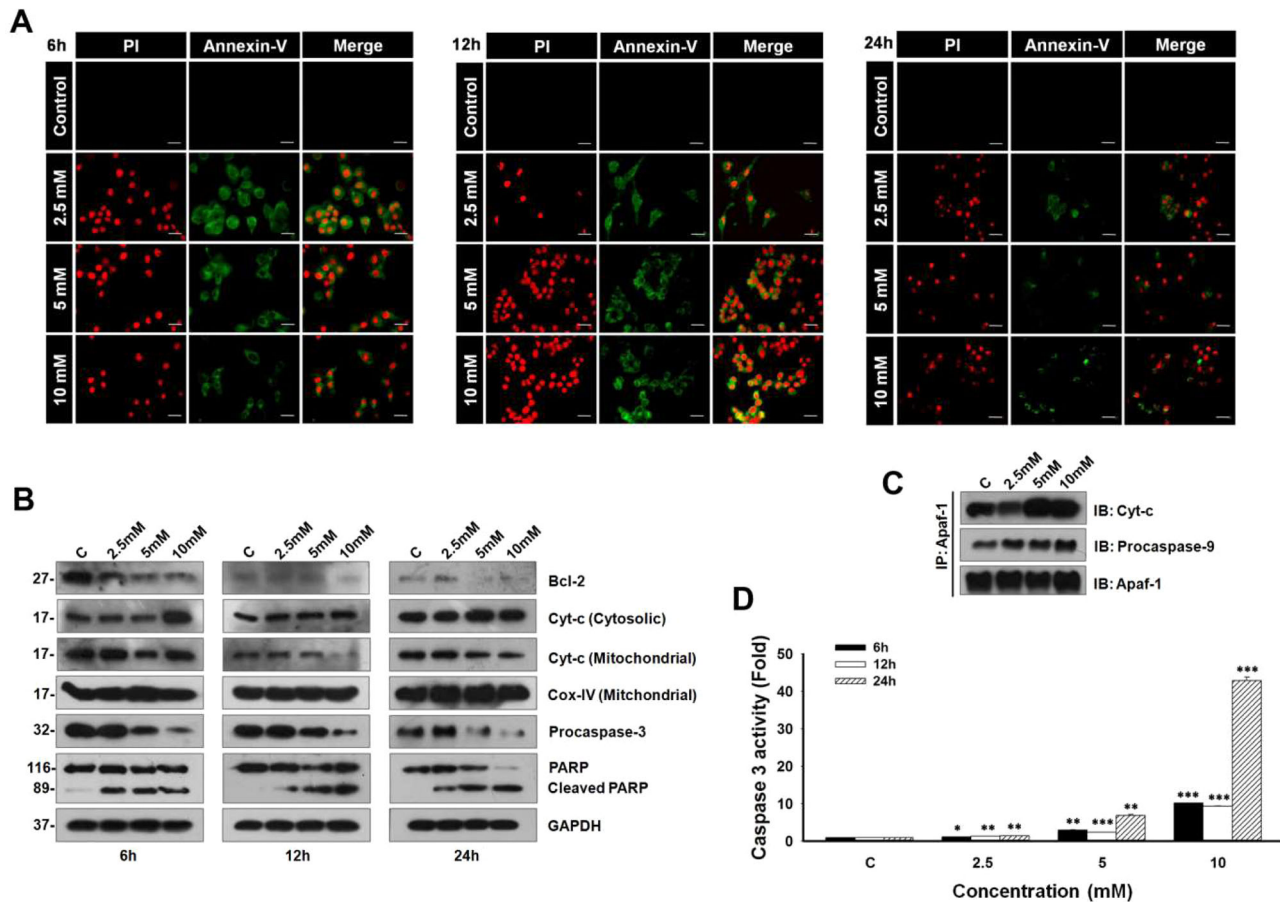 A
6h PI Annexin-V Merge
Control
2.5 mM
5 mM
10 mM
12h PI Annexin-V Merge
Control
2.5 mM
5 mM
10 mM
24h PI Annexin-V Merge
Control
2.5 mM
5 mM
10 mM
B
C 2.5mM 5mM 10mM C 2.5mM 5mM 10mM C 2.5mM 5mM 10mM
27- Bcl-2
17- Cyt-c (Cytosolic)
17- Cyt-c (Mitochondrial)
17- Cox-IV (Mitchondrial)
32- Procaspase-3
116- PARP
89- Cleaved PARP
37- GAPDH
6h 12h 24h
C
C 2.5mM 5mM 10mM
IP: Apaf-1
IB: Cyt-c
IB: Procaspase-9
IB: Apaf-1
D
Caspase 3 activity (Fold)
50
40
30
20
10
0
6h
12h
24h
* ** **
** *** **
*** *** ***
C 2.5 5 10
Concentration (mM)